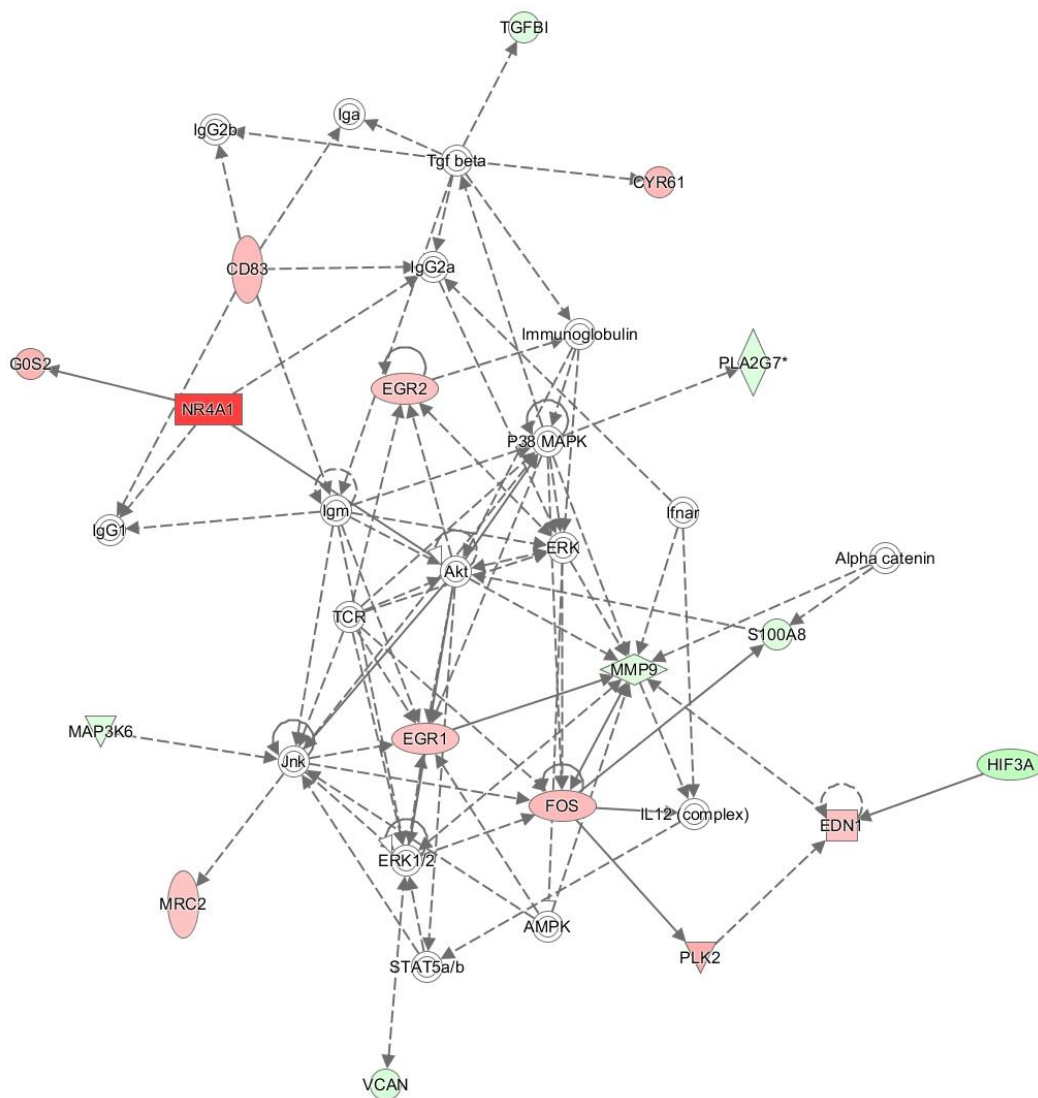 TGFBI
Iga
IgG2b
Tgf beta
CYR61
CD83
IgG2a
Immunoglobulin
G0S2
PLA2G7*
EGR2
NR4A1
P38 MAPK
Igm
Ifnar
IgG1
ERK
Alpha catenin
Akt
TCR
S100A8
MMP9
MAP3K6
EGR1
Jnk
HIF3A
FOS
IL12 (complex)
EDN1
ERK1/2
MRC2
AMPK
PLK2
STAT5a/b
VCAN